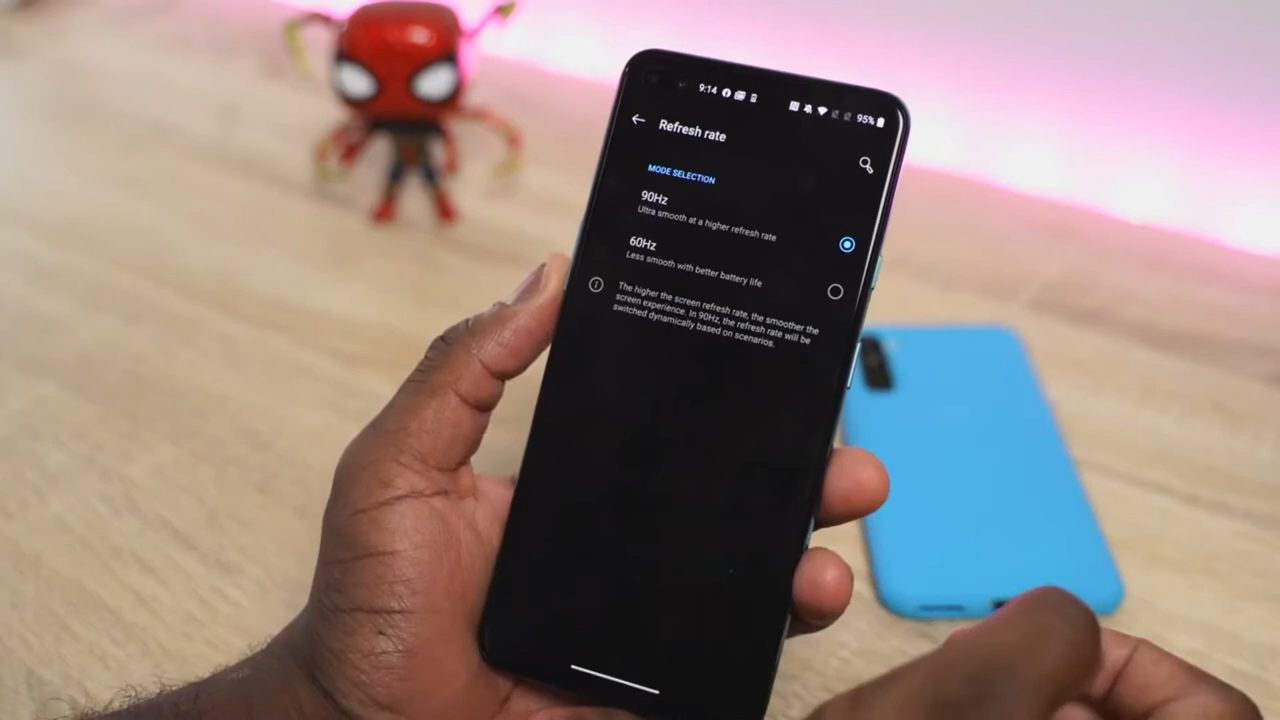 9:14 95%
Refresh rate
MODE SELECTION
90Hz
Ultra smooth at a higher refresh rate
60Hz
Less smooth with better battery life
The higher the screen refresh rate, the smoother the
screen experience. In 90Hz, the refresh rate will be
switched dynamically based on scenarios.